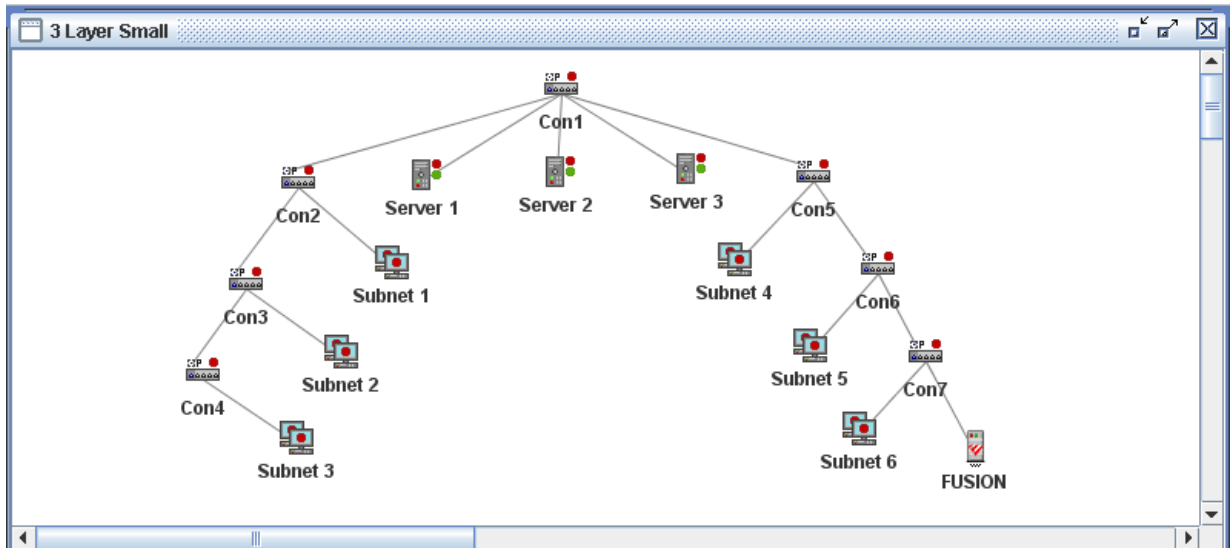 3 Layer Small
P
Con1
P
Con2
Server 1
Server 2
Server 3
P
Con5
P
Con3
Subnet 1
Subnet 4
P
Con6
P
Con4
Subnet 2
Subnet 5
P
Con7
Subnet 3
Subnet 6
FUSION